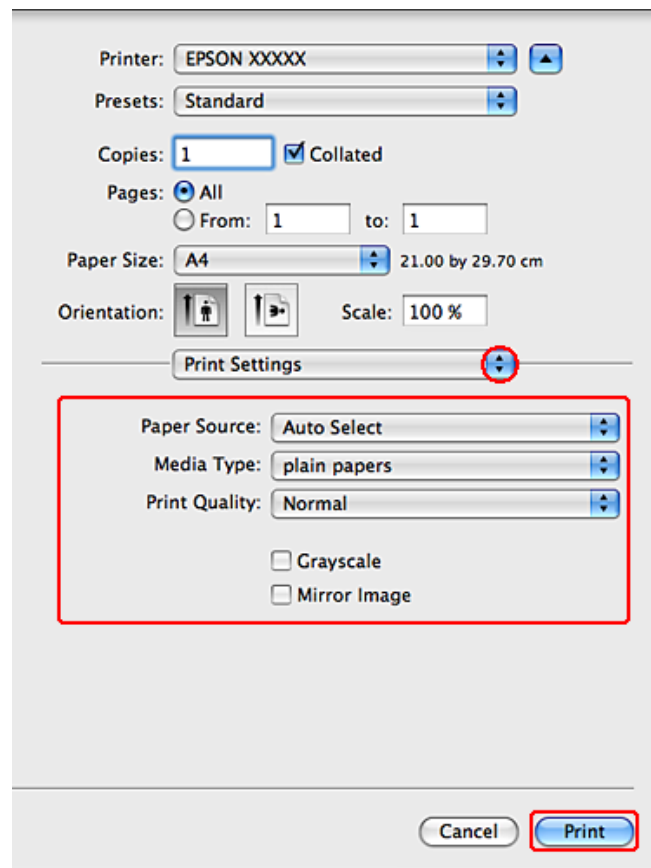 Printer: EPSON XXXXX
Presets: Standard
Copies: 1 Collated
Pages: All
From: 1 to: 1
Paper Size: A4 21.00 by 29.70 cm
Orientation: Scale: 100 %
Print Settings
Paper Source: Auto Select
Media Type: plain papers
Print Quality: Normal
Grayscale
Mirror Image
Cancel Print